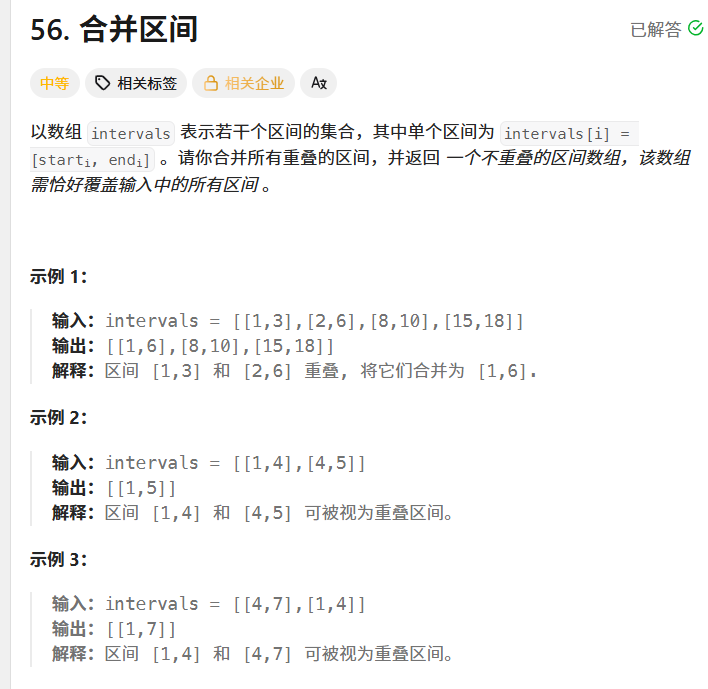 56. 合并区间
已解答
中等 相关标签 相关企业
以数组 intervals 表示若干个区间的集合，其中单个区间为 intervals[i] =
[starti, endi] 。请你合并所有重叠的区间，并返回 一个不重叠的区间数组，该数组
需恰好覆盖输入中的所有区间 。
示例 1：
输入：intervals = [[1,3],[2,6],[8,10],[15,18]]
输出：[[1,6],[8,10],[15,18]]
解释：区间 [1,3] 和 [2,6] 重叠, 将它们合并为 [1,6].
示例 2：
输入：intervals = [[1,4],[4,5]]
输出：[[1,5]]
解释：区间 [1,4] 和 [4,5] 可被视为重叠区间。
示例 3：
输入：intervals = [[4,7],[1,4]]
输出：[[1,7]]
解释：区间 [1,4] 和 [4,7] 可被视为重叠区间。